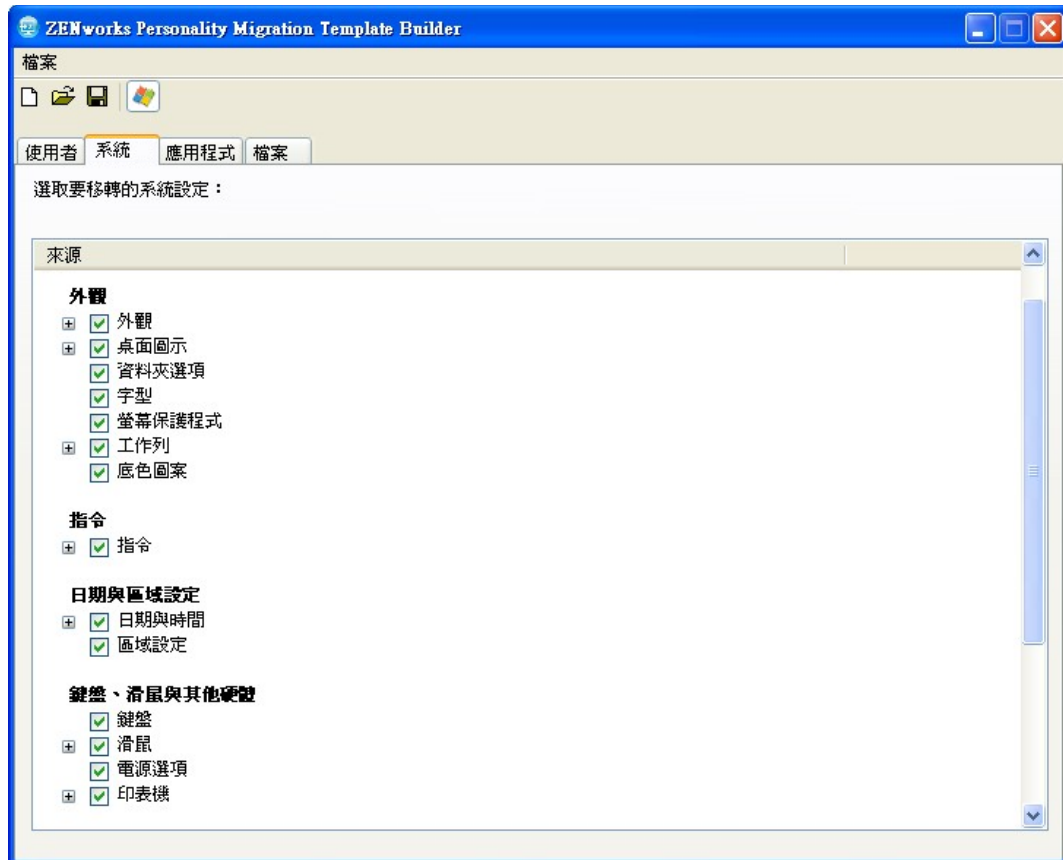 ZENworks Personality Migration Template Builder
檔案
使用者 系統 應用程式 檔案
選取要移轉的系統設定：
來源
外觀
外觀
桌面圖示
資料夾選項
字型
螢幕保護程式
工作列
底色圖案
指令
指令
日期與區域設定
日期與時間
區域設定
鍵盤、滑鼠與其他硬體
鍵盤
滑鼠
電源選項
印表機